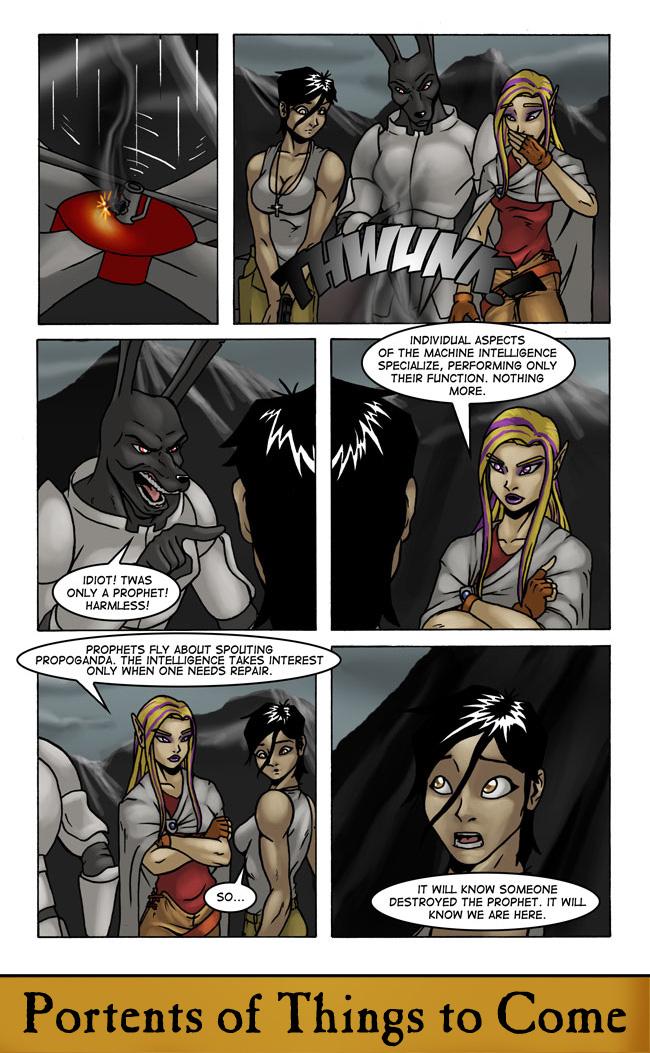 THWUNK
INDIVIDUAL ASPECTS
OF THE MACHINE INTELLIGENCE
SPECIALIZE, PERFORMING ONLY
THEIR FUNCTION. NOTHING
MORE.
IDIOT! TWAS
ONLY A PROPHET!
HARMLESS!
PROPHETS FLY ABOUT SPOUTING
PROPOGANDA. THE INTELLIGENCE TAKES INTEREST
ONLY WHEN ONE NEEDS REPAIR.
SO...
IT WILL KNOW SOMEONE
DESTROYED THE PROPHET. IT WILL
KNOW WE ARE HERE.
Portents of Things to Come